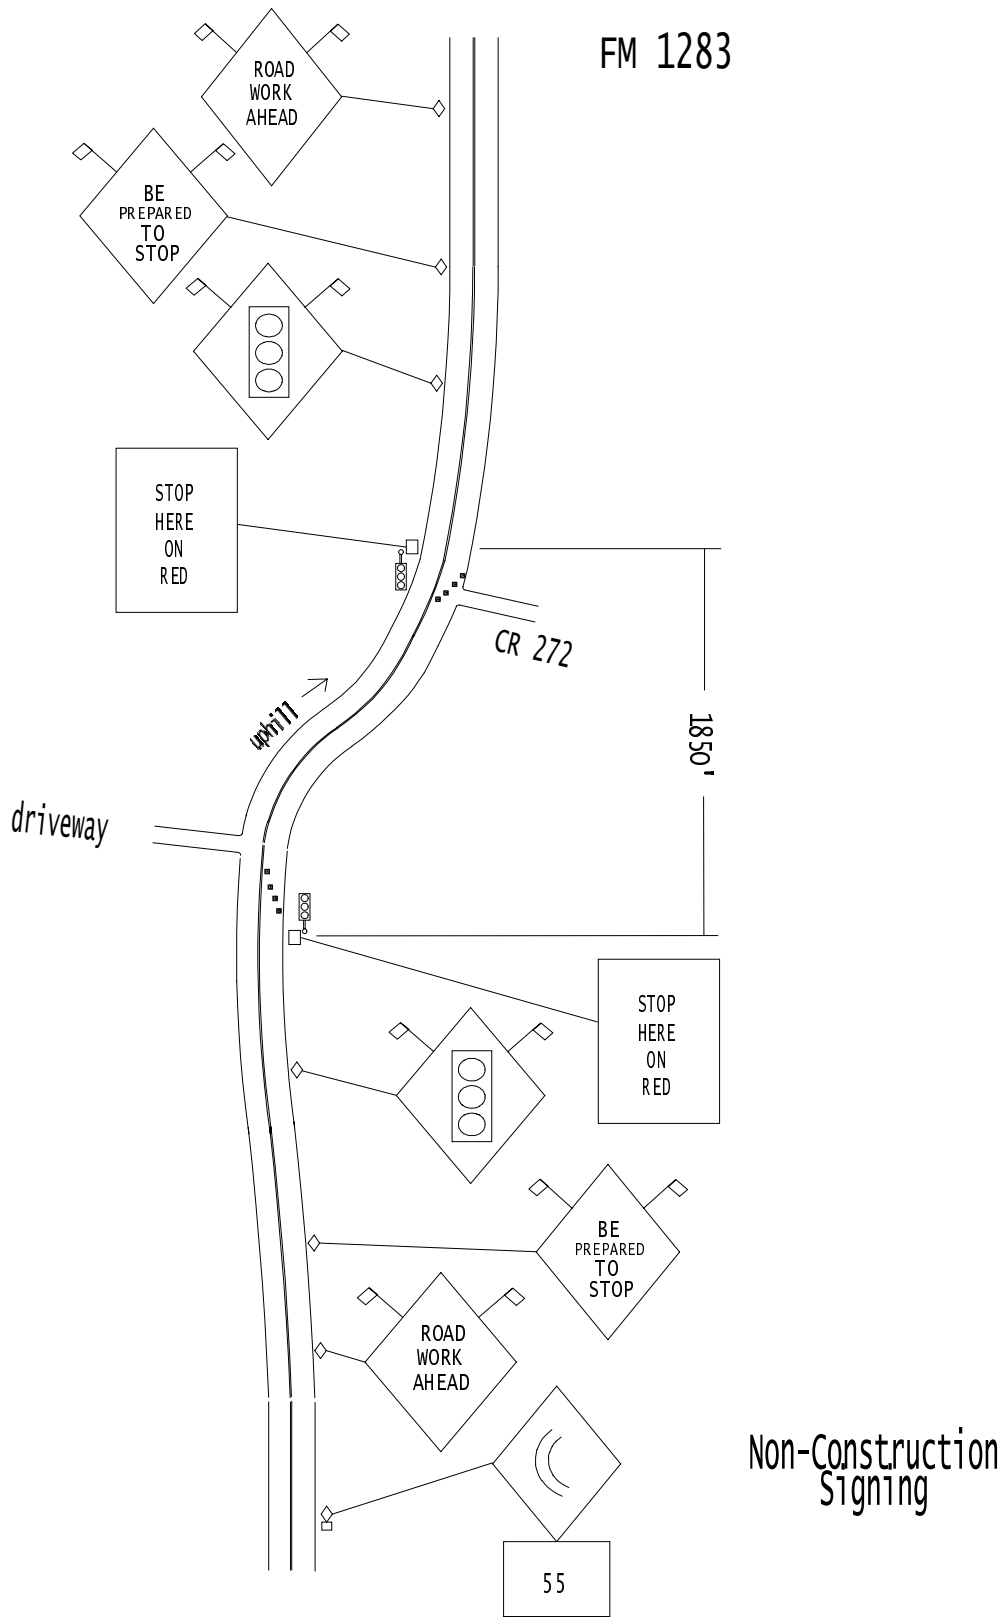 FM 1283
ROAD
WORK
AHEAD
BE
PREPARED
TO
STOP
STOP
HERE
ON
RED
CR 272
uphill
1850'
driveway
STOP
HERE
ON
RED
BE
PREPARED
TO
STOP
ROAD
WORK
AHEAD
Non-Construction
Signing
55